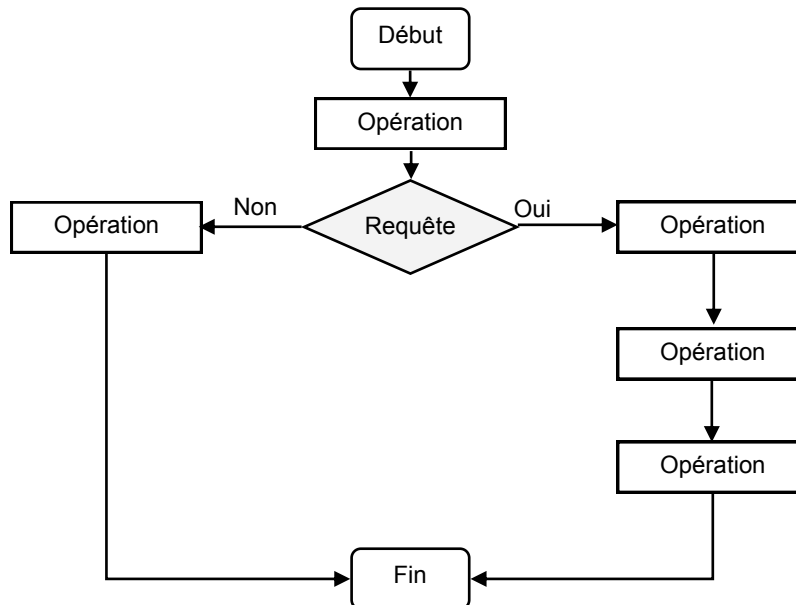 Début
Opération
Non
Oui
Opération
Requête
Opération
Opération
Opération
Fin